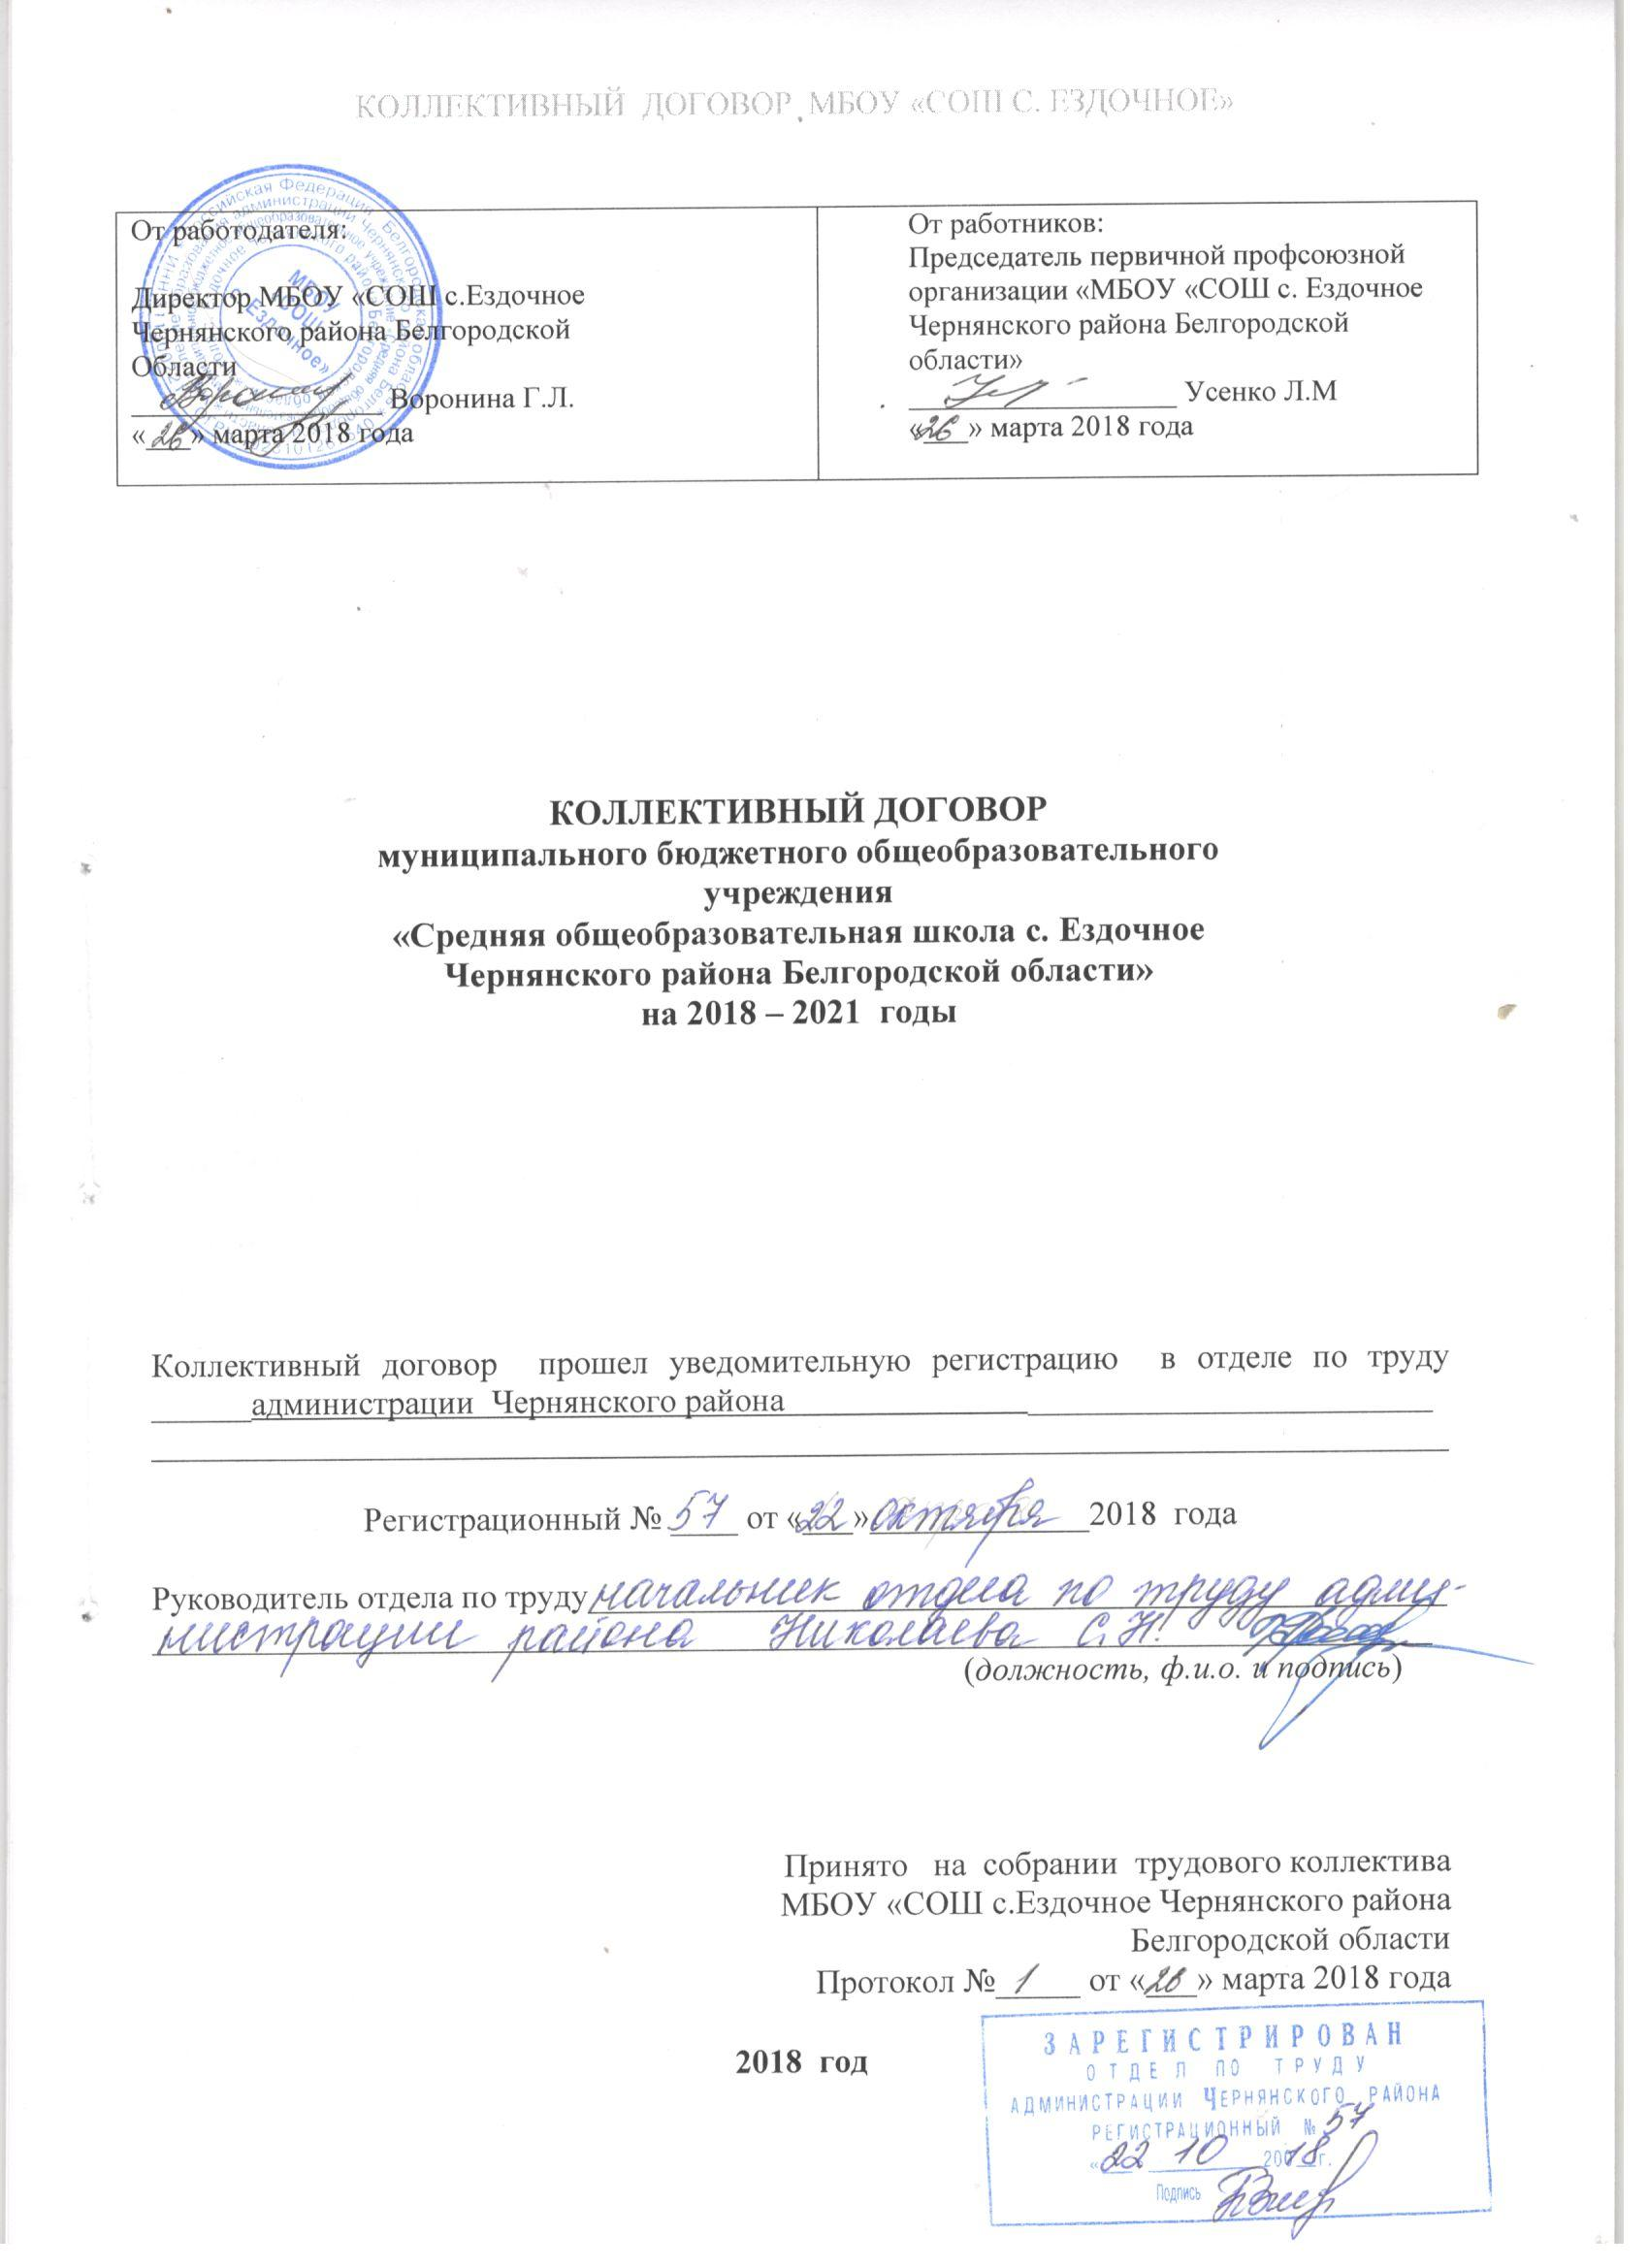 КОЛЛЕКТИВНЫЙ ДОГОВОР МБОУ «СОШ С. ЕЗДОЧНОЕ»
От работодателя:
Директор МБОУ «СОШ с.Ездочное
Чернянского района Белгородской
Области
Воронина Г.Л.
«26» марта 2018 года
МБОУ
«СОШ
с. Ездочное»
От работников:
Председатель первичной профсоюзной
организации «МБОУ «СОШ с. Ездочное
Чернянского района Белгородской
области»
Усенко Л.М
«26» марта 2018 года
КОЛЛЕКТИВНЫЙ ДОГОВОР
муниципального бюджетного общеобразовательного
учреждения
«Средняя общеобразовательная школа с. Ездочное
Чернянского района Белгородской области»
на 2018 – 2021 годы
Коллективный договор прошел уведомительную регистрацию в отделе по труду
администрации Чернянского района
Регистрационный № 57 от «22» октября 2018 года
Руководитель отдела по труду начальник отдела по труду адми-
нистрации района Николаева С.Н.
(должность, ф.и.о. и подпись)
Принято на собрании трудового коллектива
МБОУ «СОШ с.Ездочное Чернянского района
Белгородской области
Протокол № 1 от «26» марта 2018 года
2018 год
ЗАРЕГИСТРИРОВАН
ОТДЕЛ ПО ТРУДУ
АДМИНИСТРАЦИИ ЧЕРНЯНСКОГО РАЙОНА
РЕГИСТРАЦИОННЫЙ № 57
«22 10 20018г.
Подпись